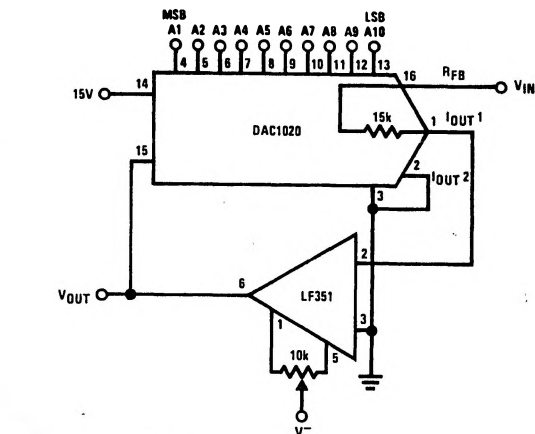 MSB LSB
A1 A2 A3 A4 A5 A6 A7 A8 A9 A10
4 5 6 7 8 9 10 11 12 13
16 RFB VIN
15V 14
15k 1 IOUT 1
DAC1020
15 2 IOUT 2
3
2
6 LF351
VOUT
1 3
10k 5
V−